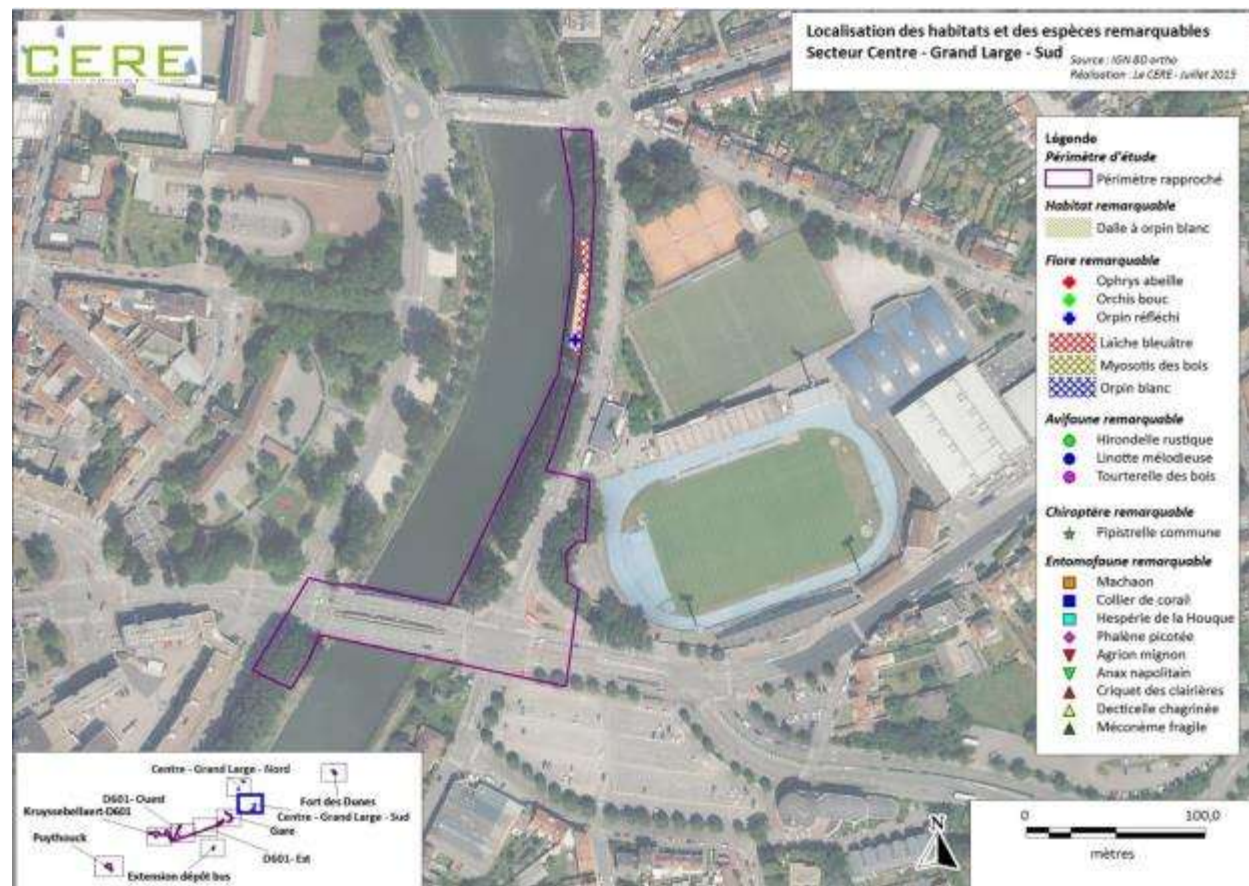 CERE
Localisation des habitats et des espèces remarquables
Secteur Centre - Grand Large - Sud
Source : IGN BD ortho
Réalisation : Le CERE - Juillet 2015
Légende
Périmètre d'étude
Périmètre rapproché
Habitat remarquable
Dalle à orpin blanc
Flore remarquable
Ophrys abeille
Orchis bouc
Orpin réfléchi
Laîche bleuâtre
Myosotis des bois
Orpin blanc
Avifaune remarquable
Hirondelle rustique
Linotte mélodieuse
Tourterelle des bois
Chiroptère remarquable
Pipistrelle commune
Entomofaune remarquable
Machaon
Collier de corail
Hespérie de la Houque
Phalène picotée
Agrion mignon
Anax napolitain
Criquet des clairières
Decticelle chagrinée
Méconème fragile
Centre - Grand Large - Nord
Fort des Dunes
D601- Ouest
Kruyssebellaert-D601
Centre - Grand Large - Sud
Gare
Puythouck
D601- Est
Extension dépôt bus
N
0 100,0
mètres